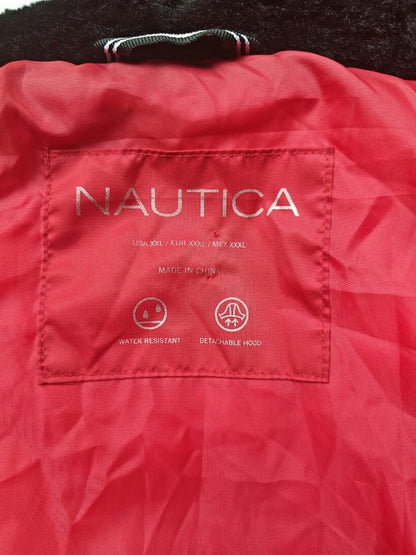 NAUTICA
USA XXL / EUR XXXL / MEX XXXL
MADE IN CHINA
WATER RESISTANT
DETACHABLE HOOD